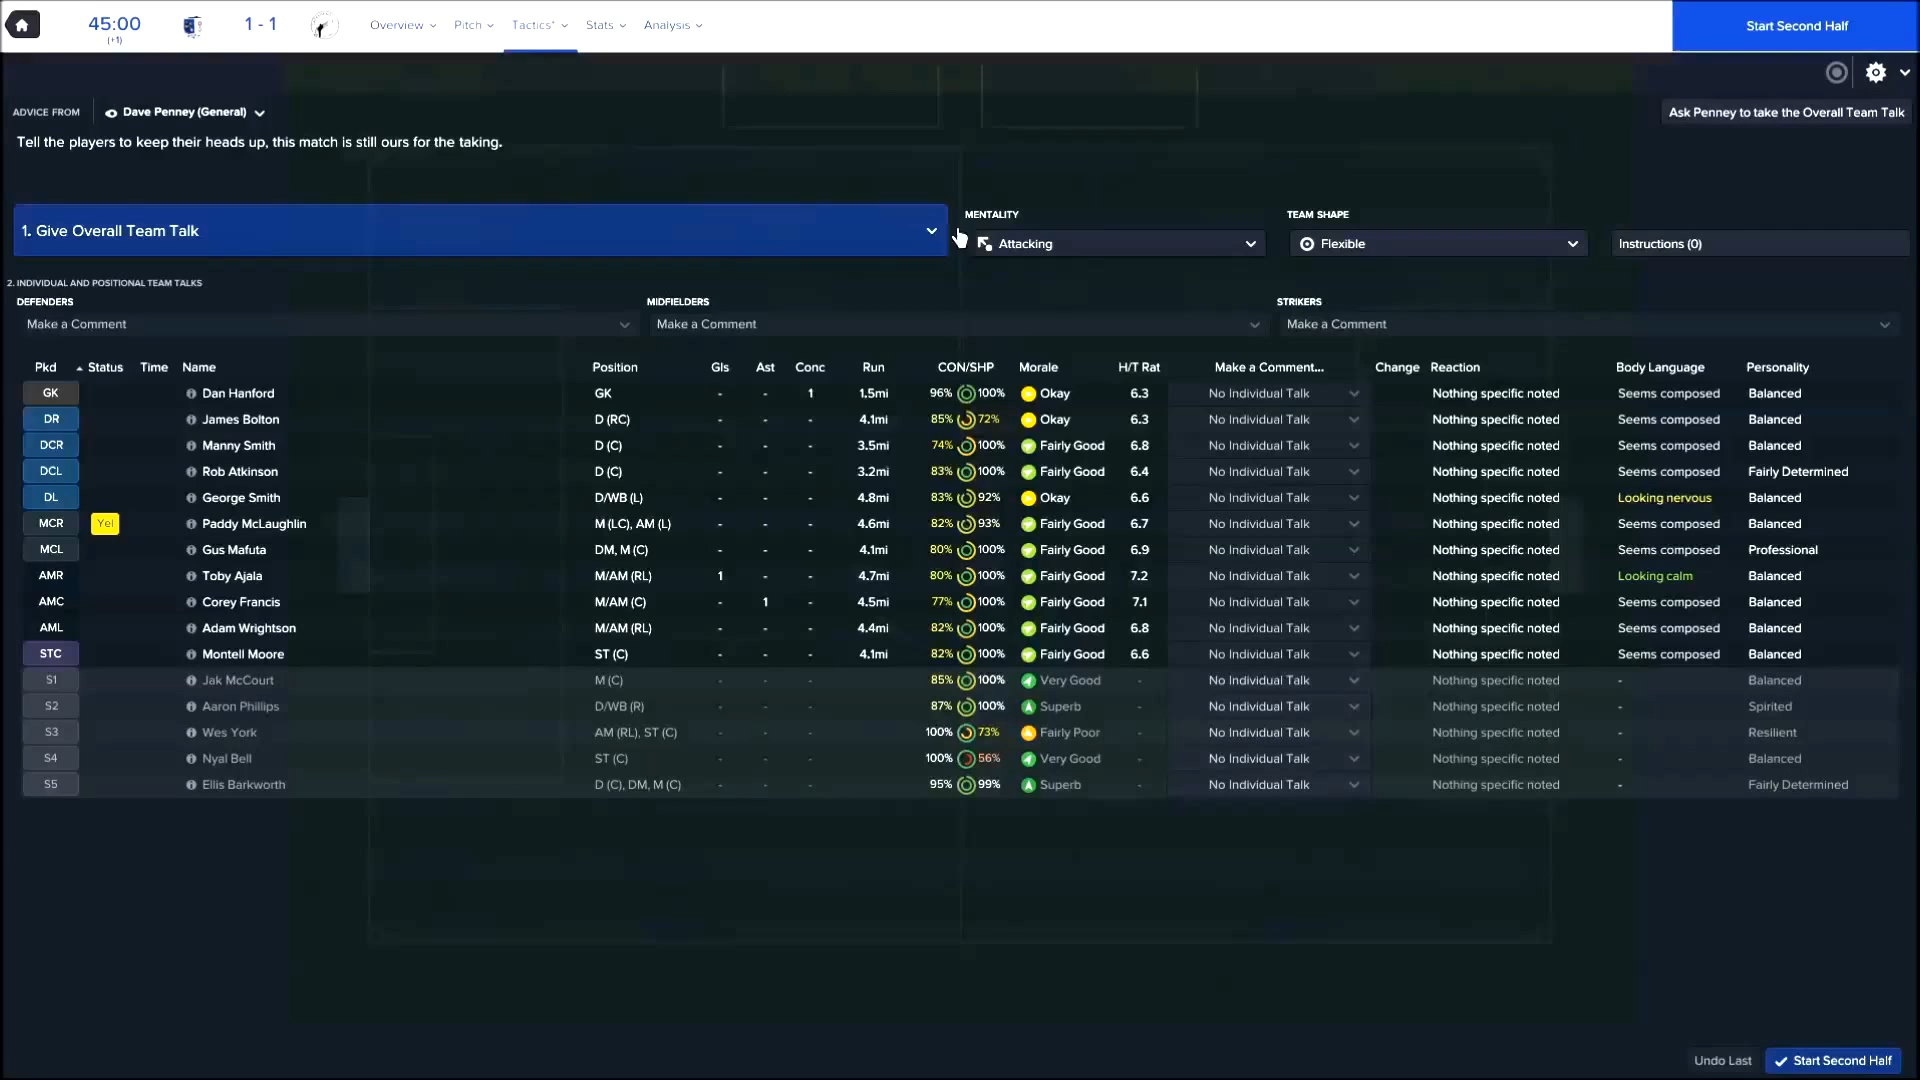 45:00 1 - 1 Overview Pitch Tactics* Stats Analysis Start Second Half
(+1)
ADVICE FROM Dave Penney (General) Ask Penney to take the Overall Team Talk
Tell the players to keep their heads up, this match is still ours for the taking.
MENTALITY TEAM SHAPE
1. Give Overall Team Talk Attacking Flexible Instructions (0)
2. INDIVIDUAL AND POSITIONAL TEAM TALKS
DEFENDERS MIDFIELDERS STRIKERS
Make a Comment Make a Comment Make a Comment
Pkd Status Time Name Position Gls Ast Conc Run CON/SHP Morale H/T Rat Make a Comment... Change Reaction Body Language Personality
GK Dan Hanford GK - - 1 1.5mi 96% 100% Okay 6.3 No Individual Talk Nothing specific noted Seems composed Balanced
DR James Bolton D (RC) - - - 4.1mi 85% 72% Okay 6.3 No Individual Talk Nothing specific noted Seems composed Balanced
DCR Manny Smith D (C) - - - 3.5mi 74% 100% Fairly Good 6.8 No Individual Talk Nothing specific noted Seems composed Balanced
DCL Rob Atkinson D (C) - - - 3.2mi 83% 100% Fairly Good 6.4 No Individual Talk Nothing specific noted Seems composed Fairly Determined
DL George Smith D/WB (L) - - - 4.8mi 83% 92% Okay 6.6 No Individual Talk Nothing specific noted Looking nervous Balanced
MCR Yel Paddy McLaughlin M (LC), AM (L) - - - 4.6mi 82% 93% Fairly Good 6.7 No Individual Talk Nothing specific noted Seems composed Balanced
MCL Gus Mafuta DM, M (C) - - - 4.1mi 80% 100% Fairly Good 6.9 No Individual Talk Nothing specific noted Seems composed Professional
AMR Toby Ajala M/AM (RL) 1 - - 4.7mi 80% 100% Fairly Good 7.2 No Individual Talk Nothing specific noted Looking calm Balanced
AMC Corey Francis M/AM (C) - 1 - 4.5mi 77% 100% Fairly Good 7.1 No Individual Talk Nothing specific noted Seems composed Balanced
AML Adam Wrightson M/AM (RL) - - - 4.4mi 82% 100% Fairly Good 6.8 No Individual Talk Nothing specific noted Seems composed Balanced
STC Montell Moore ST (C) - - - 4.1mi 82% 100% Fairly Good 6.6 No Individual Talk Nothing specific noted Seems composed Balanced
S1 Jak McCourt M (C) - - - 85% 100% Very Good - No Individual Talk Nothing specific noted - Balanced
S2 Aaron Phillips D/WB (R) - - - 87% 100% Superb - No Individual Talk Nothing specific noted - Spirited
S3 Wes York AM (RL), ST (C) - - - 100% 73% Fairly Poor - No Individual Talk Nothing specific noted - Resilient
S4 Nyal Bell ST (C) - - - 100% 56% Very Good - No Individual Talk Nothing specific noted - Balanced
S5 Ellis Barkworth D (C), DM, M (C) - - - 95% 99% Superb - No Individual Talk Nothing specific noted - Fairly Determined
Undo Last Start Second Half